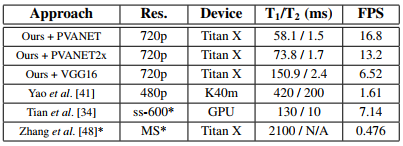 Approach Res. Device T1/T2 (ms) FPS
Ours + PVANET 720p Titan X 58.1 / 1.5 16.8
Ours + PVANET2x 720p Titan X 73.8 / 1.7 13.2
Ours + VGG16 720p Titan X 150.9 / 2.4 6.52
Yao et al. [41] 480p K40m 420 / 200 1.61
Tian et al. [34] ss-600* GPU 130 / 10 7.14
Zhang et al. [48]* MS* Titan X 2100 / N/A 0.476